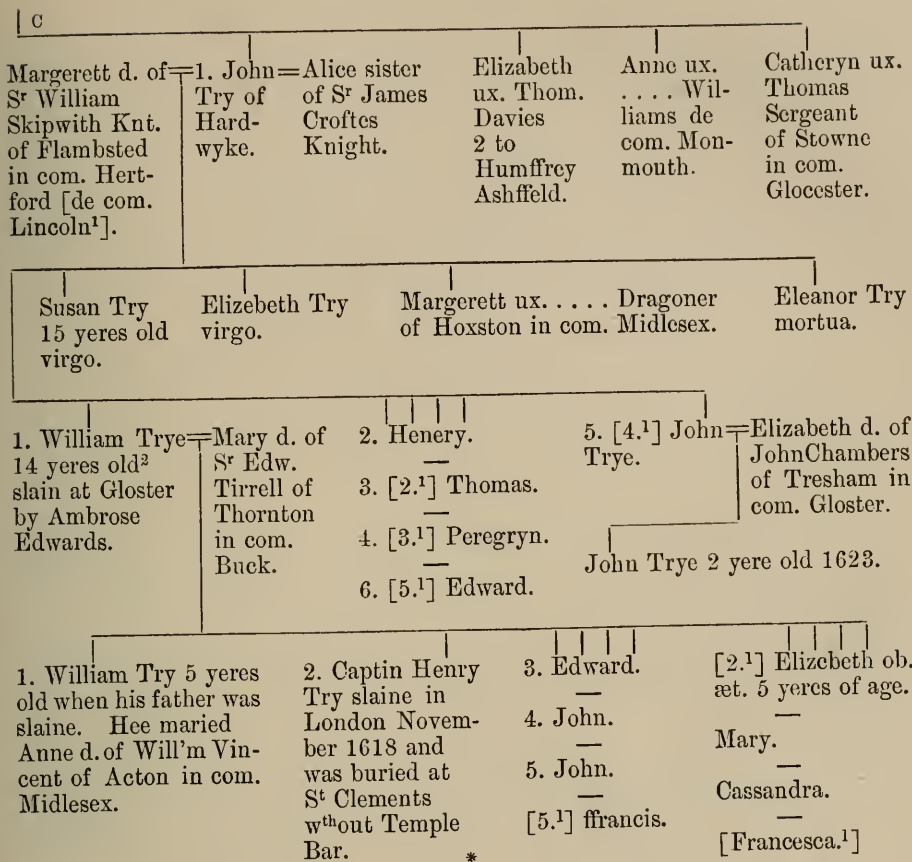 C
Margerett d. of
Sʳ William
Skipwith Knt.
of Flambsted
in com. Hert-
ford [de com.
Lincoln¹].
1. John
Try of
Hard-
wyke.
Alice sister
of Sʳ James
Croftes
Knight.
Elizabeth
ux. Thom.
Davies
2 to
Humffrey
Ashffeld.
Anne ux.
. . . . Wil-
liams de
com. Mon-
mouth.
Catheryn ux.
Thomas
Sergeant
of Stowne
in com.
Glocester.
Susan Try
15 yeres old
virgo.
Elizebeth Try
virgo.
Margerett ux. . . . . . Dragoner
of Hoxston in com. Midlesex.
Eleanor Try
mortua.
1. William Trye
14 yeres old²
slain at Gloster
by Ambrose
Edwards.
Mary d. of
Sʳ Edw.
Tirrell of
Thornton
in com.
Buck.
2. Henery.
—
3. [2.¹] Thomas.
—
4. [3.¹] Peregryn.
—
6. [5.¹] Edward.
5. [4.¹] John
Trye.
Elizabeth d. of
JohnChambers
of Tresham in
com. Gloster.
John Trye 2 yere old 1623.
1. William Try 5 yeres
old when his father was
slaine. Hee maried
Anne d. of Will'm Vin-
cent of Acton in com.
Midlesex.
2. Captin Henry
Try slaine in
London Novem-
ber 1618 and
was buried at
Sᵗ Clements
wᵗʰout Temple
Bar.
3. Edward.
—
4. John.
—
5. John.
—
[5.¹] ffrancis.
[2.¹] Elizebeth ob.
æt. 5 yeres of age.
—
Mary.
—
Cassandra.
—
[Francesca.¹]
*